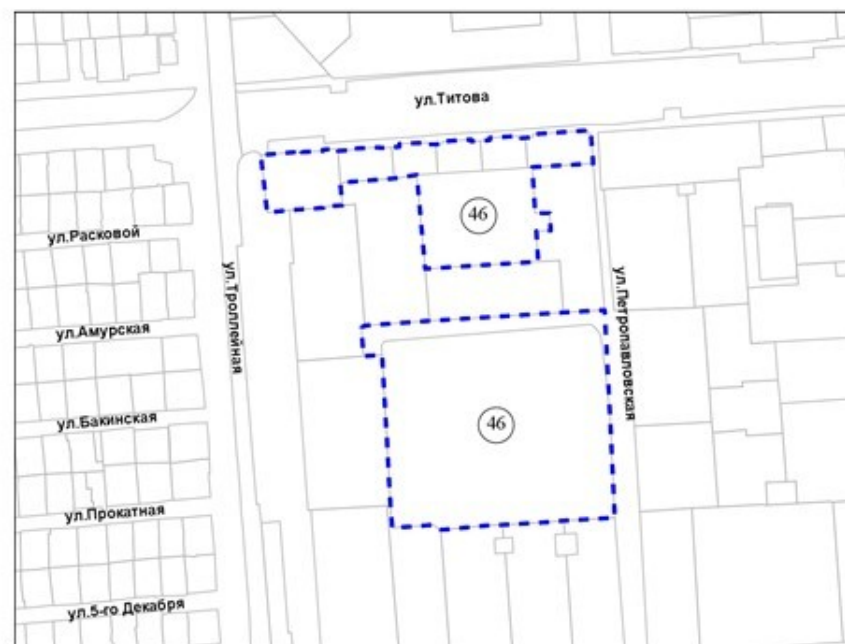 ул.Титова
46
ул.Расковой
ул.Троллейная
ул.Петропавловская
ул.Амурская
ул.Бакинская
46
ул.Прокатная
ул.5-го Декабря